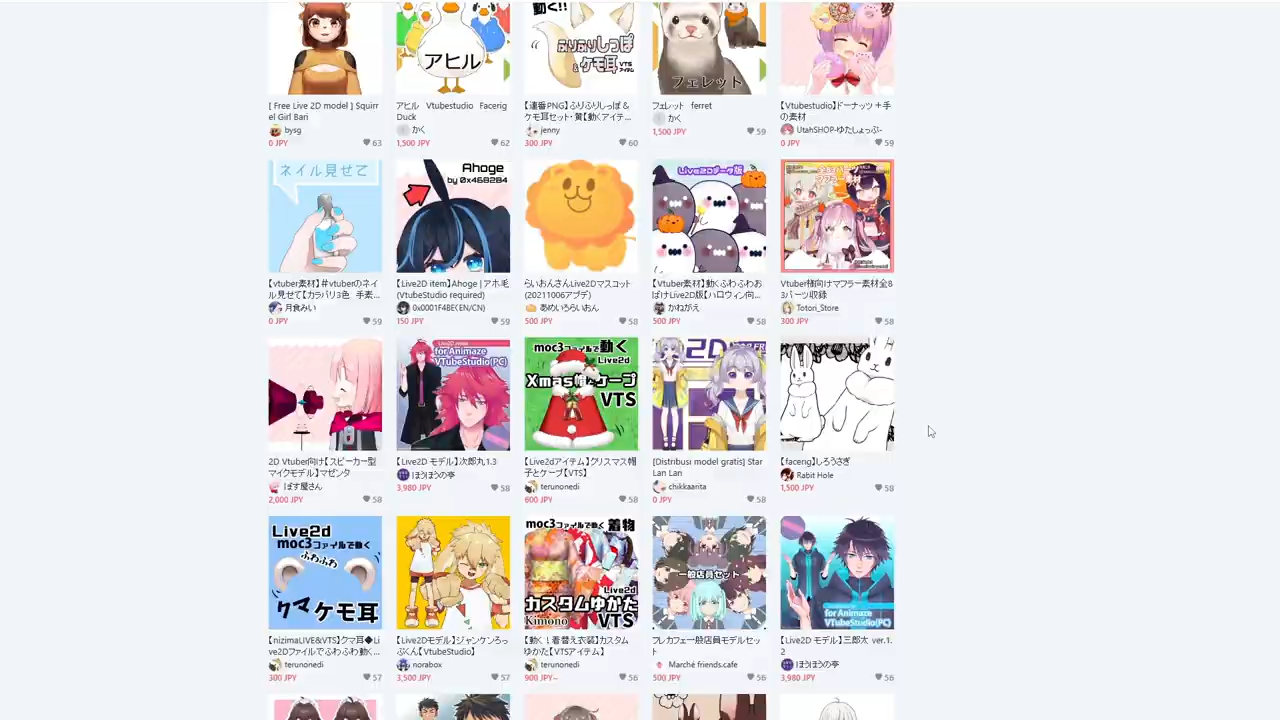 動く!!
アヒル
ふりふりしっぽ
&ケモ耳 VTS
アイテム
フェレット
[ Free Live 2D model ] Squirr
el Girl Bari
bysg
0 JPY
63
アヒル Vtubestudio Facerig
Duck
かく
1,500 JPY
62
【連番PNG】ふりふりしっぽ &
ケモ耳セット・黄【動くアイテ...
jenny
300 JPY
60
フェレット ferret
かく
1,500 JPY
59
【Vtubestudio】ドーナッツ＋手
の素材
UtahSHOP-ゆたしょっぷ-
0 JPY
59
ネイル見せて
Ahoge
by 0x4682B4
Live2Dデータ版
【vtuber素材】#vtuberのネイ
ル見せて【カラバリ3色 手素...
月食みい
0 JPY
59
【Live2D item】Ahoge | アホ毛
(VtubeStudio required)
0x0001F4BE(EN/CN)
150 JPY
59
らいおんさんLive2Dマスコット
(20211006アプデ)
あめいろらいおん
500 JPY
58
【Vtuber素材】動くふわふわお
ばけLive2D版【ハロウィン向...
かねがえ
500 JPY
58
Vtuber様向けマフラー素材全8
3パーツ収録
Totori_Store
300 JPY
58
for Animaze
VTubeStudio(PC)
moc3ファイルで動く
Live2d
Xmas帽ケープ
VTS
2D
2D Vtuber向け【スピーカー型
マイクモデル】マゼンタ
ぽす屋さん
2,000 JPY
58
【Live2D モデル】次郎丸1.3
ほうほうの亭
3,980 JPY
58
【Live2dアイテム】クリスマス帽
子とケープ【VTS】
terunonedi
600 JPY
58
[Distribusi model gratis] Star
Lan Lan
chikkaarita
0 JPY
58
【facerig】しろうさぎ
Rabit Hole
1,500 JPY
58
Live2d
moc3ファイルで動く
ふわふわ
クマケモ耳
moc3ファイルで動く 着物
Live2d
カスタムゆかた
Kimono VTS
一般店員セット
for Animaze
VTubeStudio(PC)
【nizimaLIVE&VTS】クマ耳◆Li
ve2Dファイルでふわふわ動く...
terunonedi
300 JPY
57
【Live2Dモデル】ジャンケンろっ
ぷくん【VtubeStudio】
norabox
3,500 JPY
57
【動く！着替え衣装】カスタム
ゆかた【VTSアイテム】
terunonedi
900 JPY~
56
フレカフェ一般店員モデルセッ
ト
Marché friends.cafe
500 JPY
56
【Live2D モデル】三郎太 ver.1.
2
ほうほうの亭
3,980 JPY
56